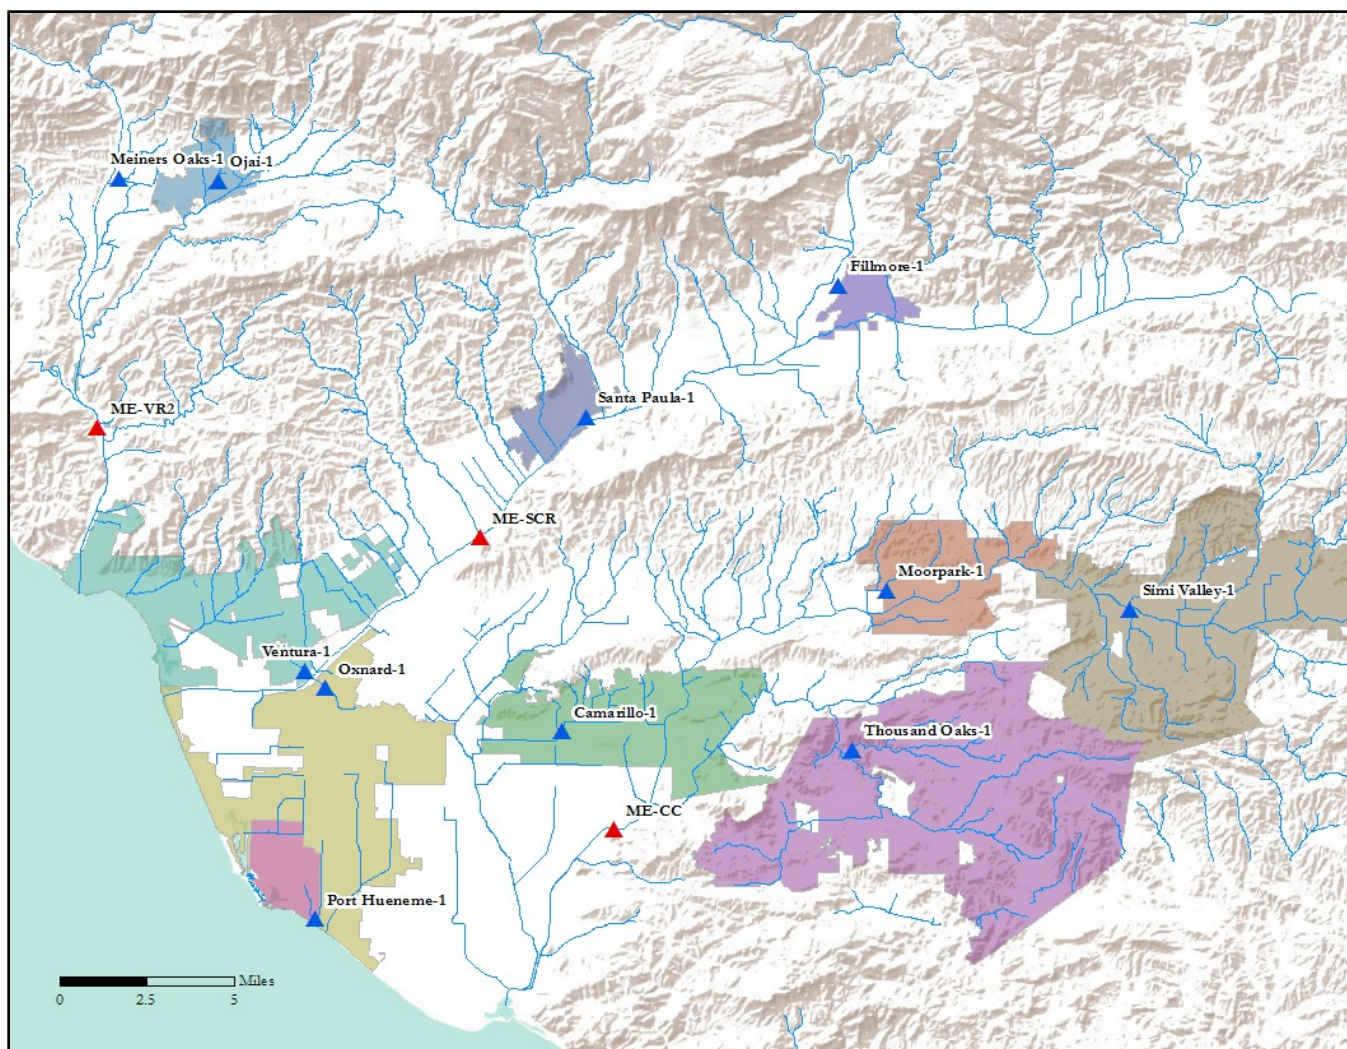 Meiners Oaks-1
Ojai-1
Fillmore-1
Santa Paula-1
ME-VR2
ME-SCR
Moorpark-1
Simi Valley-1
Ventura-1
Oxnard-1
Camarillo-1
Thousand Oaks-1
ME-CC
Port Hueneme-1
Miles
0 2.5 5